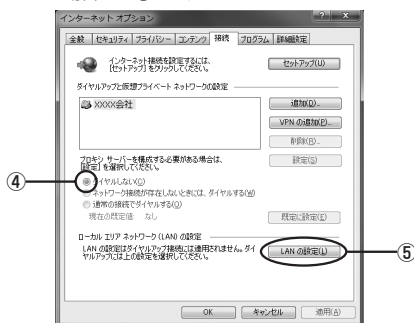 インターネット オプション
全般 セキュリティ プライバシー コンテンツ 接続 プログラム 詳細設定
インターネット接続を設定するには、
[セットアップ] をクリックしてください。
セットアップ(U)
ダイヤルアップと仮想プライベート ネットワークの設定
XXXX会社
追加(D)...
VPN の追加(P)...
削除(R)...
プロキシ サーバーを構成する必要がある場合は、
[設定] を選択してください。
設定(S)
④
ダイヤルしない(C)
ネットワーク接続が存在しないときには、ダイヤルする(W)
通常の接続でダイヤルする(O)
現在の既定値: なし
既定に設定(E)
ローカル エリア ネットワーク (LAN) の設定
LAN の設定はダイヤルアップ接続には適用されません。ダイ
ヤルアップには上の設定を選択してください。
LAN の設定(L)
⑤
OK キャンセル 適用(A)